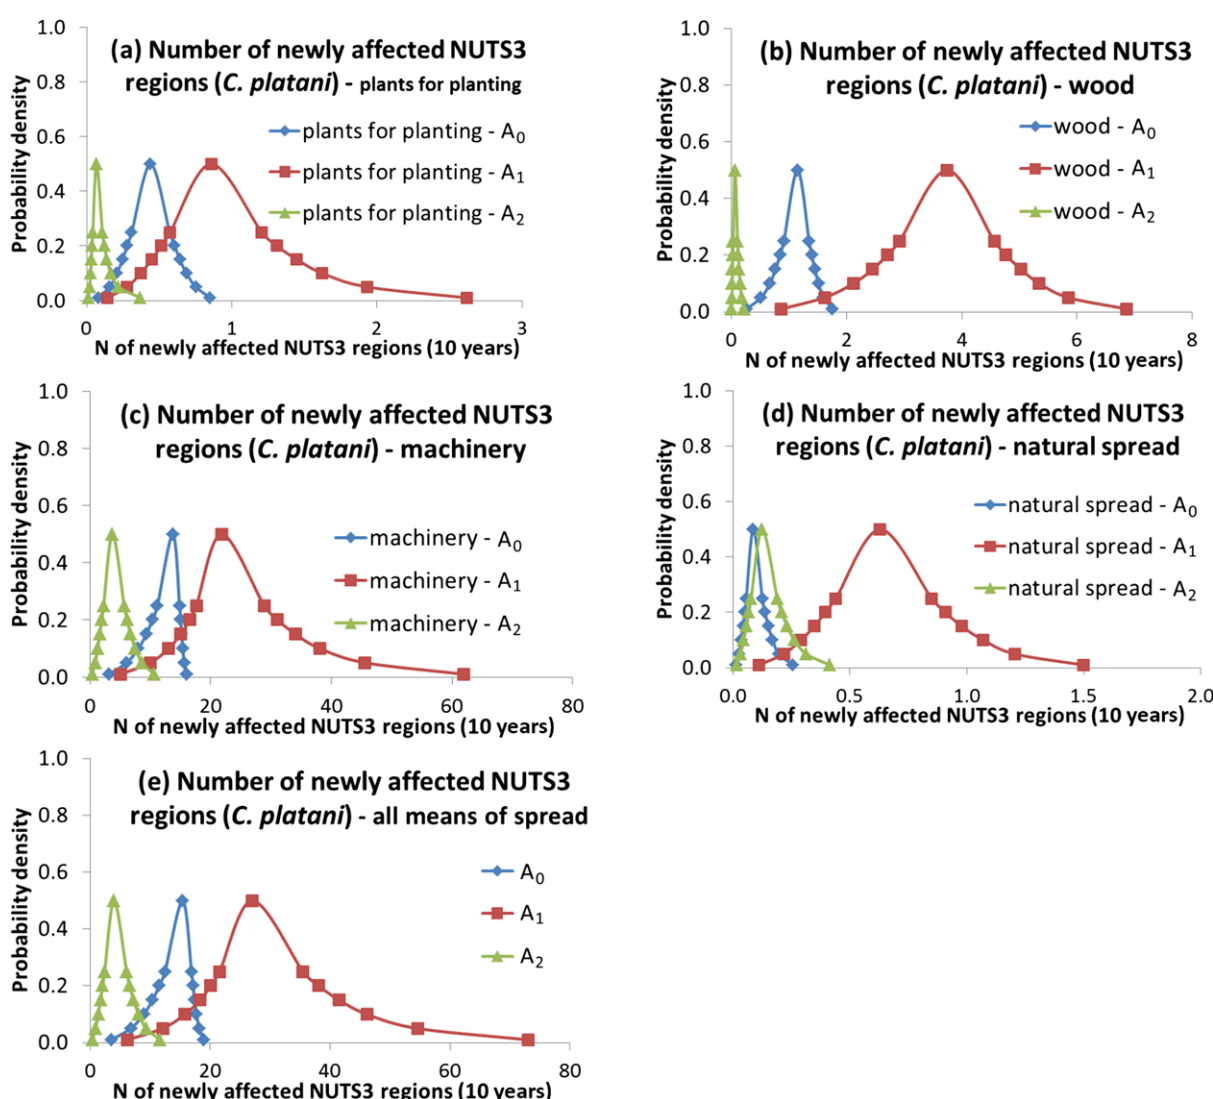 (a) Number of newly affected NUTS3
regions (C. platani) - plants for planting
Probability density
1.0
0.8
0.6
0.4
0.2
0.0
plants for planting - A0
plants for planting - A1
plants for planting - A2
0 1 2 3
N of newly affected NUTS3 regions (10 years)
(b) Number of newly affected NUTS3
regions (C. platani) - wood
Probability density
1.0
0.8
0.6
0.4
0.2
0.0
wood - A0
wood - A1
wood - A2
0 2 4 6 8
N of newly affected NUTS3 regions (10 years)
(c) Number of newly affected NUTS3
regions (C. platani) - machinery
Probability density
1.0
0.8
0.6
0.4
0.2
0.0
machinery - A0
machinery - A1
machinery - A2
0 20 40 60 80
N of newly affected NUTS3 regions (10 years)
(d) Number of newly affected NUTS3
regions (C. platani) - natural spread
Probability density
1.0
0.8
0.6
0.4
0.2
0.0
natural spread - A0
natural spread - A1
natural spread - A2
0.0 0.5 1.0 1.5 2.0
N of newly affected NUTS3 regions (10 years)
(e) Number of newly affected NUTS3
regions (C. platani) - all means of spread
Probability density
1.0
0.8
0.6
0.4
0.2
0.0
A0
A1
A2
0 20 40 60 80
N of newly affected NUTS3 regions (10 years)